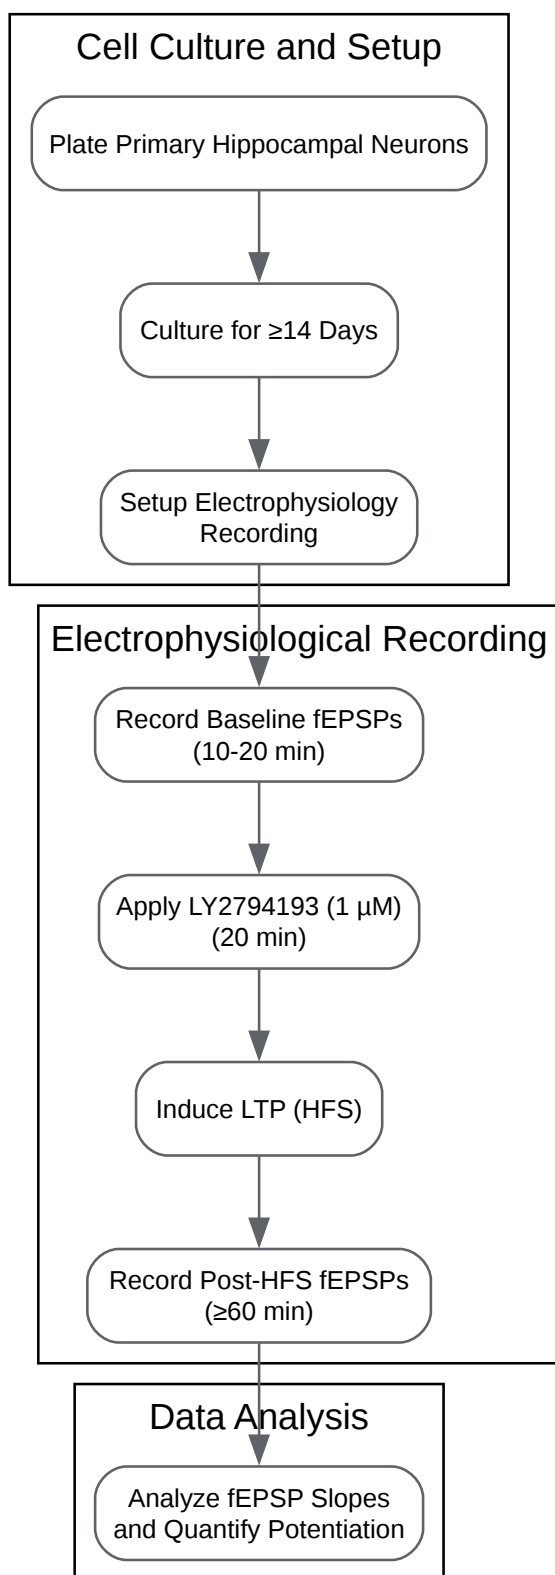 Cell Culture and Setup
Plate Primary Hippocampal Neurons
Culture for ≥14 Days
Setup Electrophysiology
Recording
Electrophysiological Recording
Record Baseline fEPSPs
(10-20 min)
Apply LY2794193 (1 µM)
(20 min)
Induce LTP (HFS)
Record Post-HFS fEPSPs
(≥60 min)
Data Analysis
Analyze fEPSP Slopes
and Quantify Potentiation